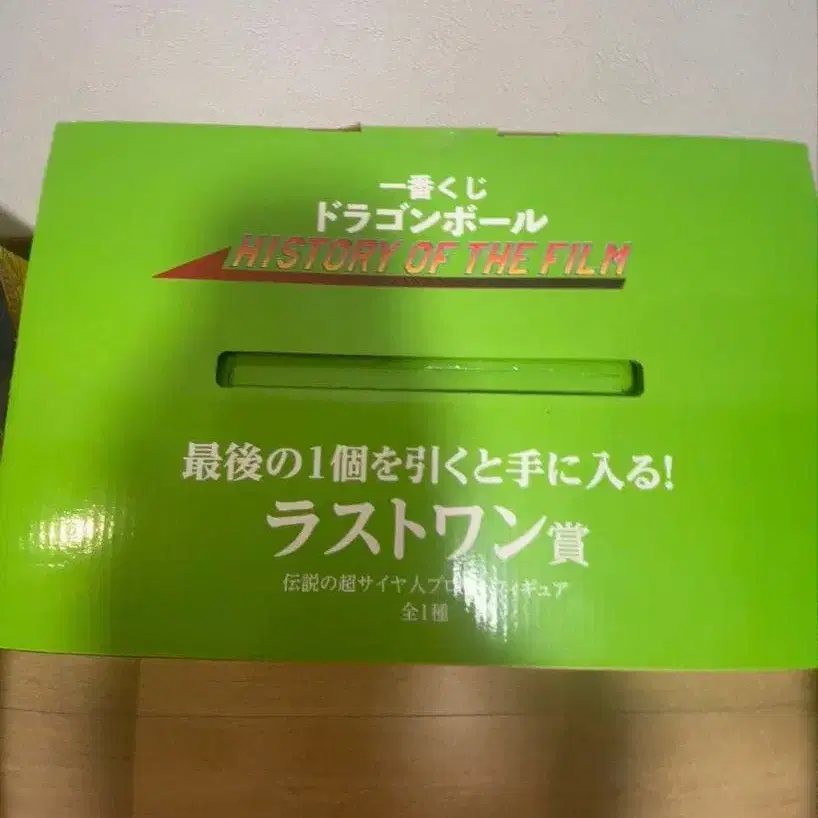 一番くじ
ドラゴンボール
HISTORY OF THE FILM
最後の1個を引くと手に入る!
ラストワン賞
伝説の超サイヤ人ブロ フィギュア
全1種